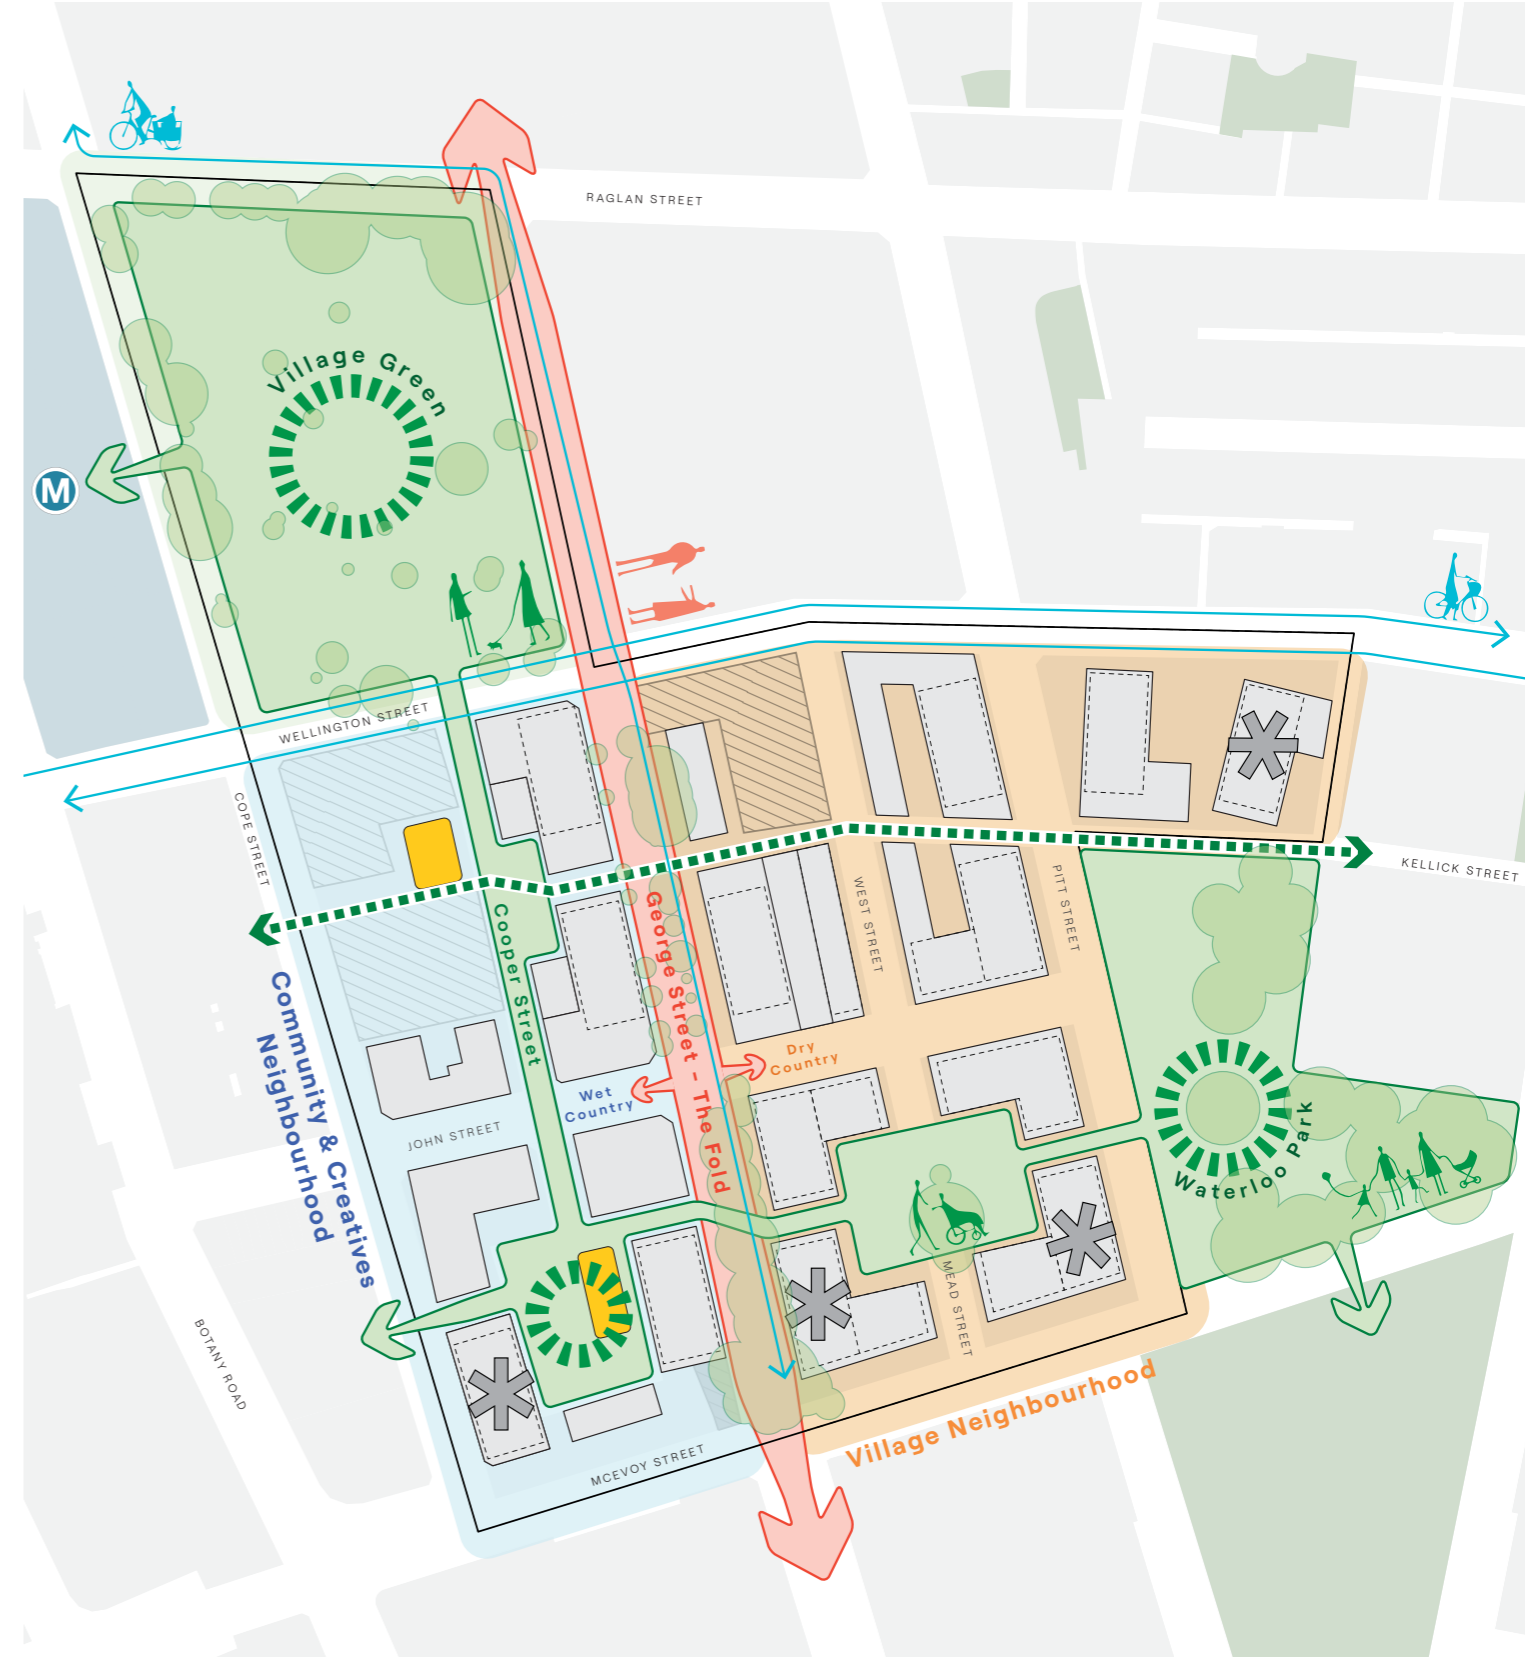 RAGLAN STREET
Village Green
M
WELLINGTON STREET
COPE STREET
KELLICK STREET
Cooper Street
George Street - The Fold
WEST STREET
PITT STREET
Community & Creatives
Neighbourhood
Dry
Country
Wet
Country
JOHN STREET
Waterloo Park
MEAD STREET
BOTANY ROAD
Village Neighbourhood
MCEVOY STREET